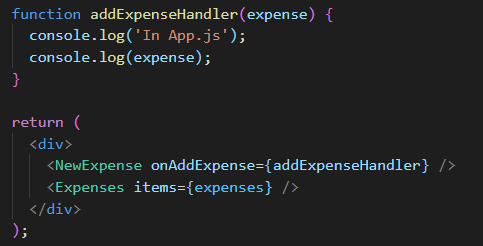 function addExpenseHandler(expense) {
  console.log('In App.js');
  console.log(expense);
}

return (
  <div>
    <NewExpense onAddExpense={addExpenseHandler} />
    <Expenses items={expenses} />
  </div>
);